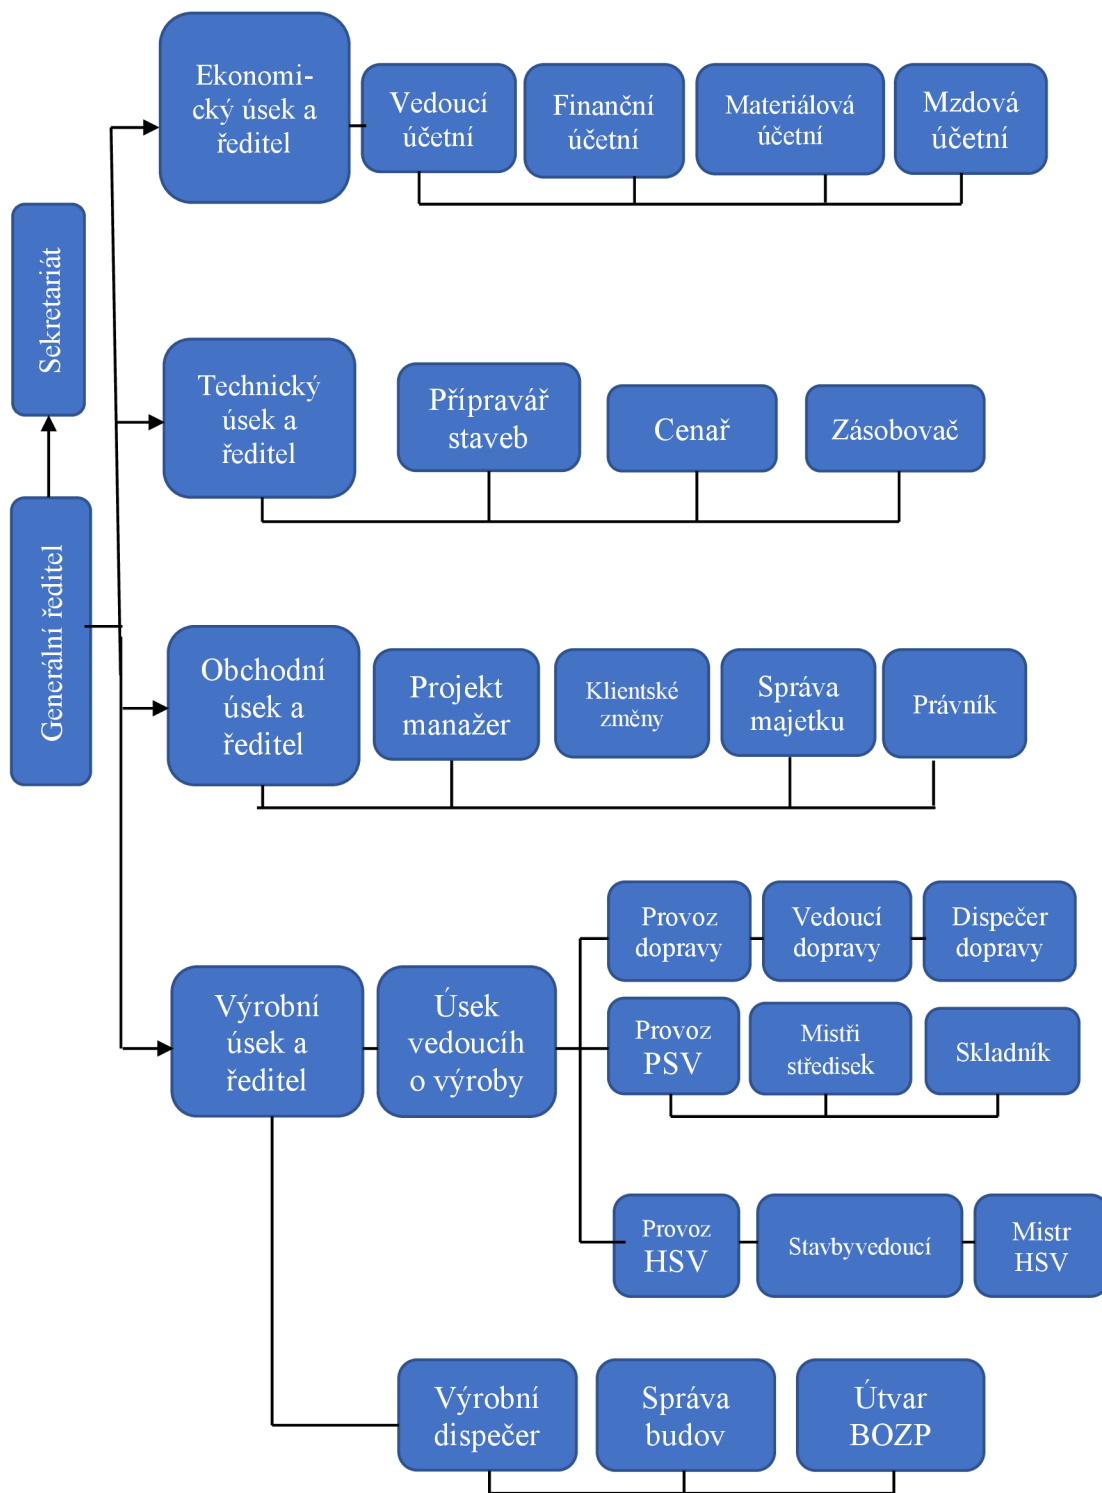 Ekonomi-
cký úsek a
ředitel
Vedoucí
účetní
Finanční
účetní
Materiálová
účetní
Mzdová
účetní
Sekretariát
Technický
úsek a
ředitel
Přípravář
staveb
Cenař
Zásobovač
Generální ředitel
Obchodní
úsek a
ředitel
Projekt
manažer
Klientské
změny
Správa
majetku
Právník
Provoz
dopravy
Vedoucí
dopravy
Dispečer
dopravy
Výrobní
úsek a
ředitel
Úsek
vedoucíh
o výroby
Provoz
PSV
Mistři
středisek
Skladník
Provoz
HSV
Stavbyvedoucí
Mistr
HSV
Výrobní
dispečer
Správa
budov
Útvar
BOZP